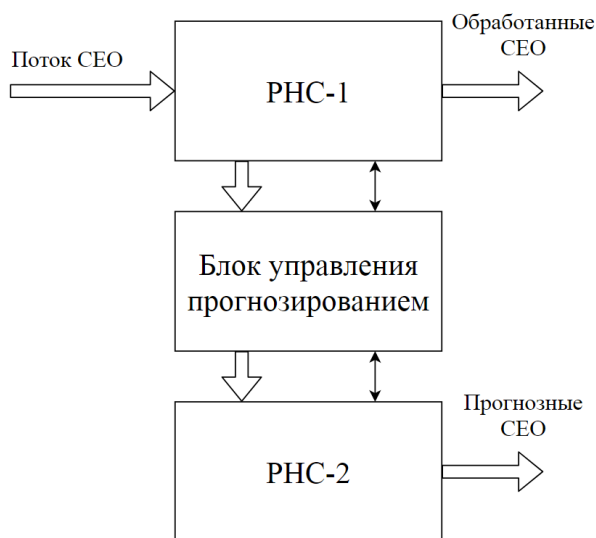 Обработанные
СЕО
Поток СЕО
РНС-1
Блок управления
прогнозированием
Прогнозные
СЕО
РНС-2